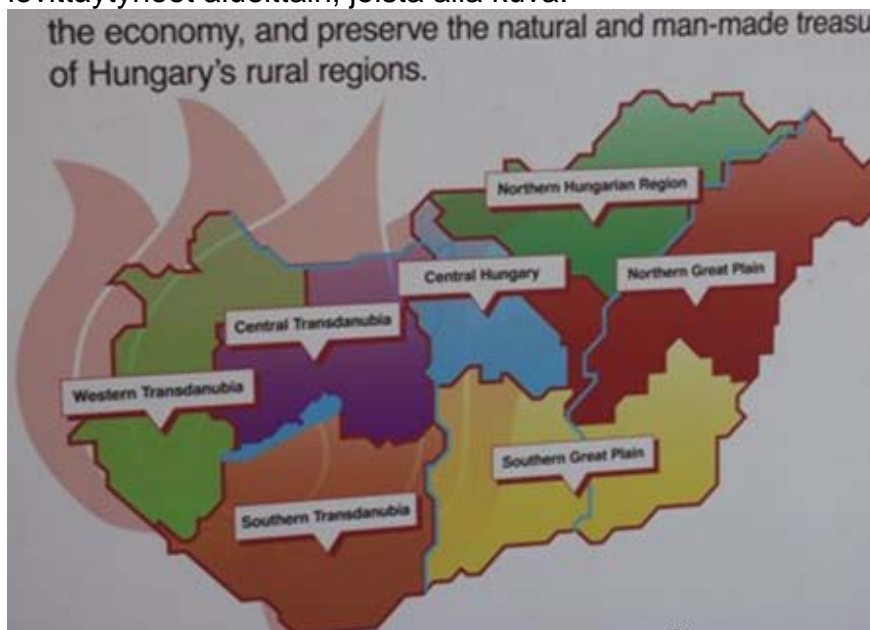 the economy, and preserve the natural and man-made treasu
of Hungary's rural regions.
Northern Hungarian Region
Central Hungary
Northern Great Plain
Central Transdanubia
Western Transdanubia
Southern Great Plain
Southern Transdanubia